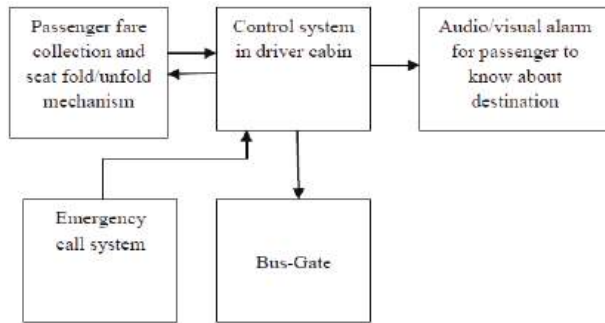 Passenger fare
collection and
seat fold/unfold
mechanism
Control system
in driver cabin
Audio/visual alarm
for passenger to
know about
destination
Emergency
call system
Bus-Gate